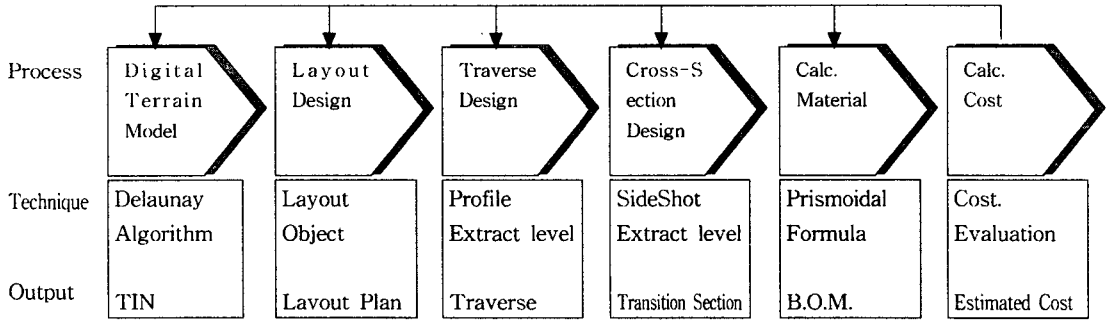 Process
Digital
Terrain
Model
Layout
Design
Traverse
Design
Cross-S
ection
Design
Calc.
Material
Calc.
Cost
Technique
Delaunay
Algorithm
Layout
Object
Profile
Extract level
SideShot
Extract level
Prismoidal
Formula
Cost.
Evaluation
Output
TIN
Lavout Plan
Traverse
Transition Section
B.O.M.
Estimated Cost